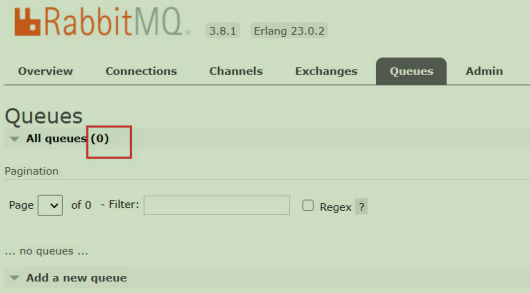 RabbitMQ 3.8.1 Erlang 23.0.2
Overview Connections Channels Exchanges Queues Admin
Queues
All queues (0)
Pagination
Page of 0 - Filter: Regex ?
... no queues ...
Add a new queue